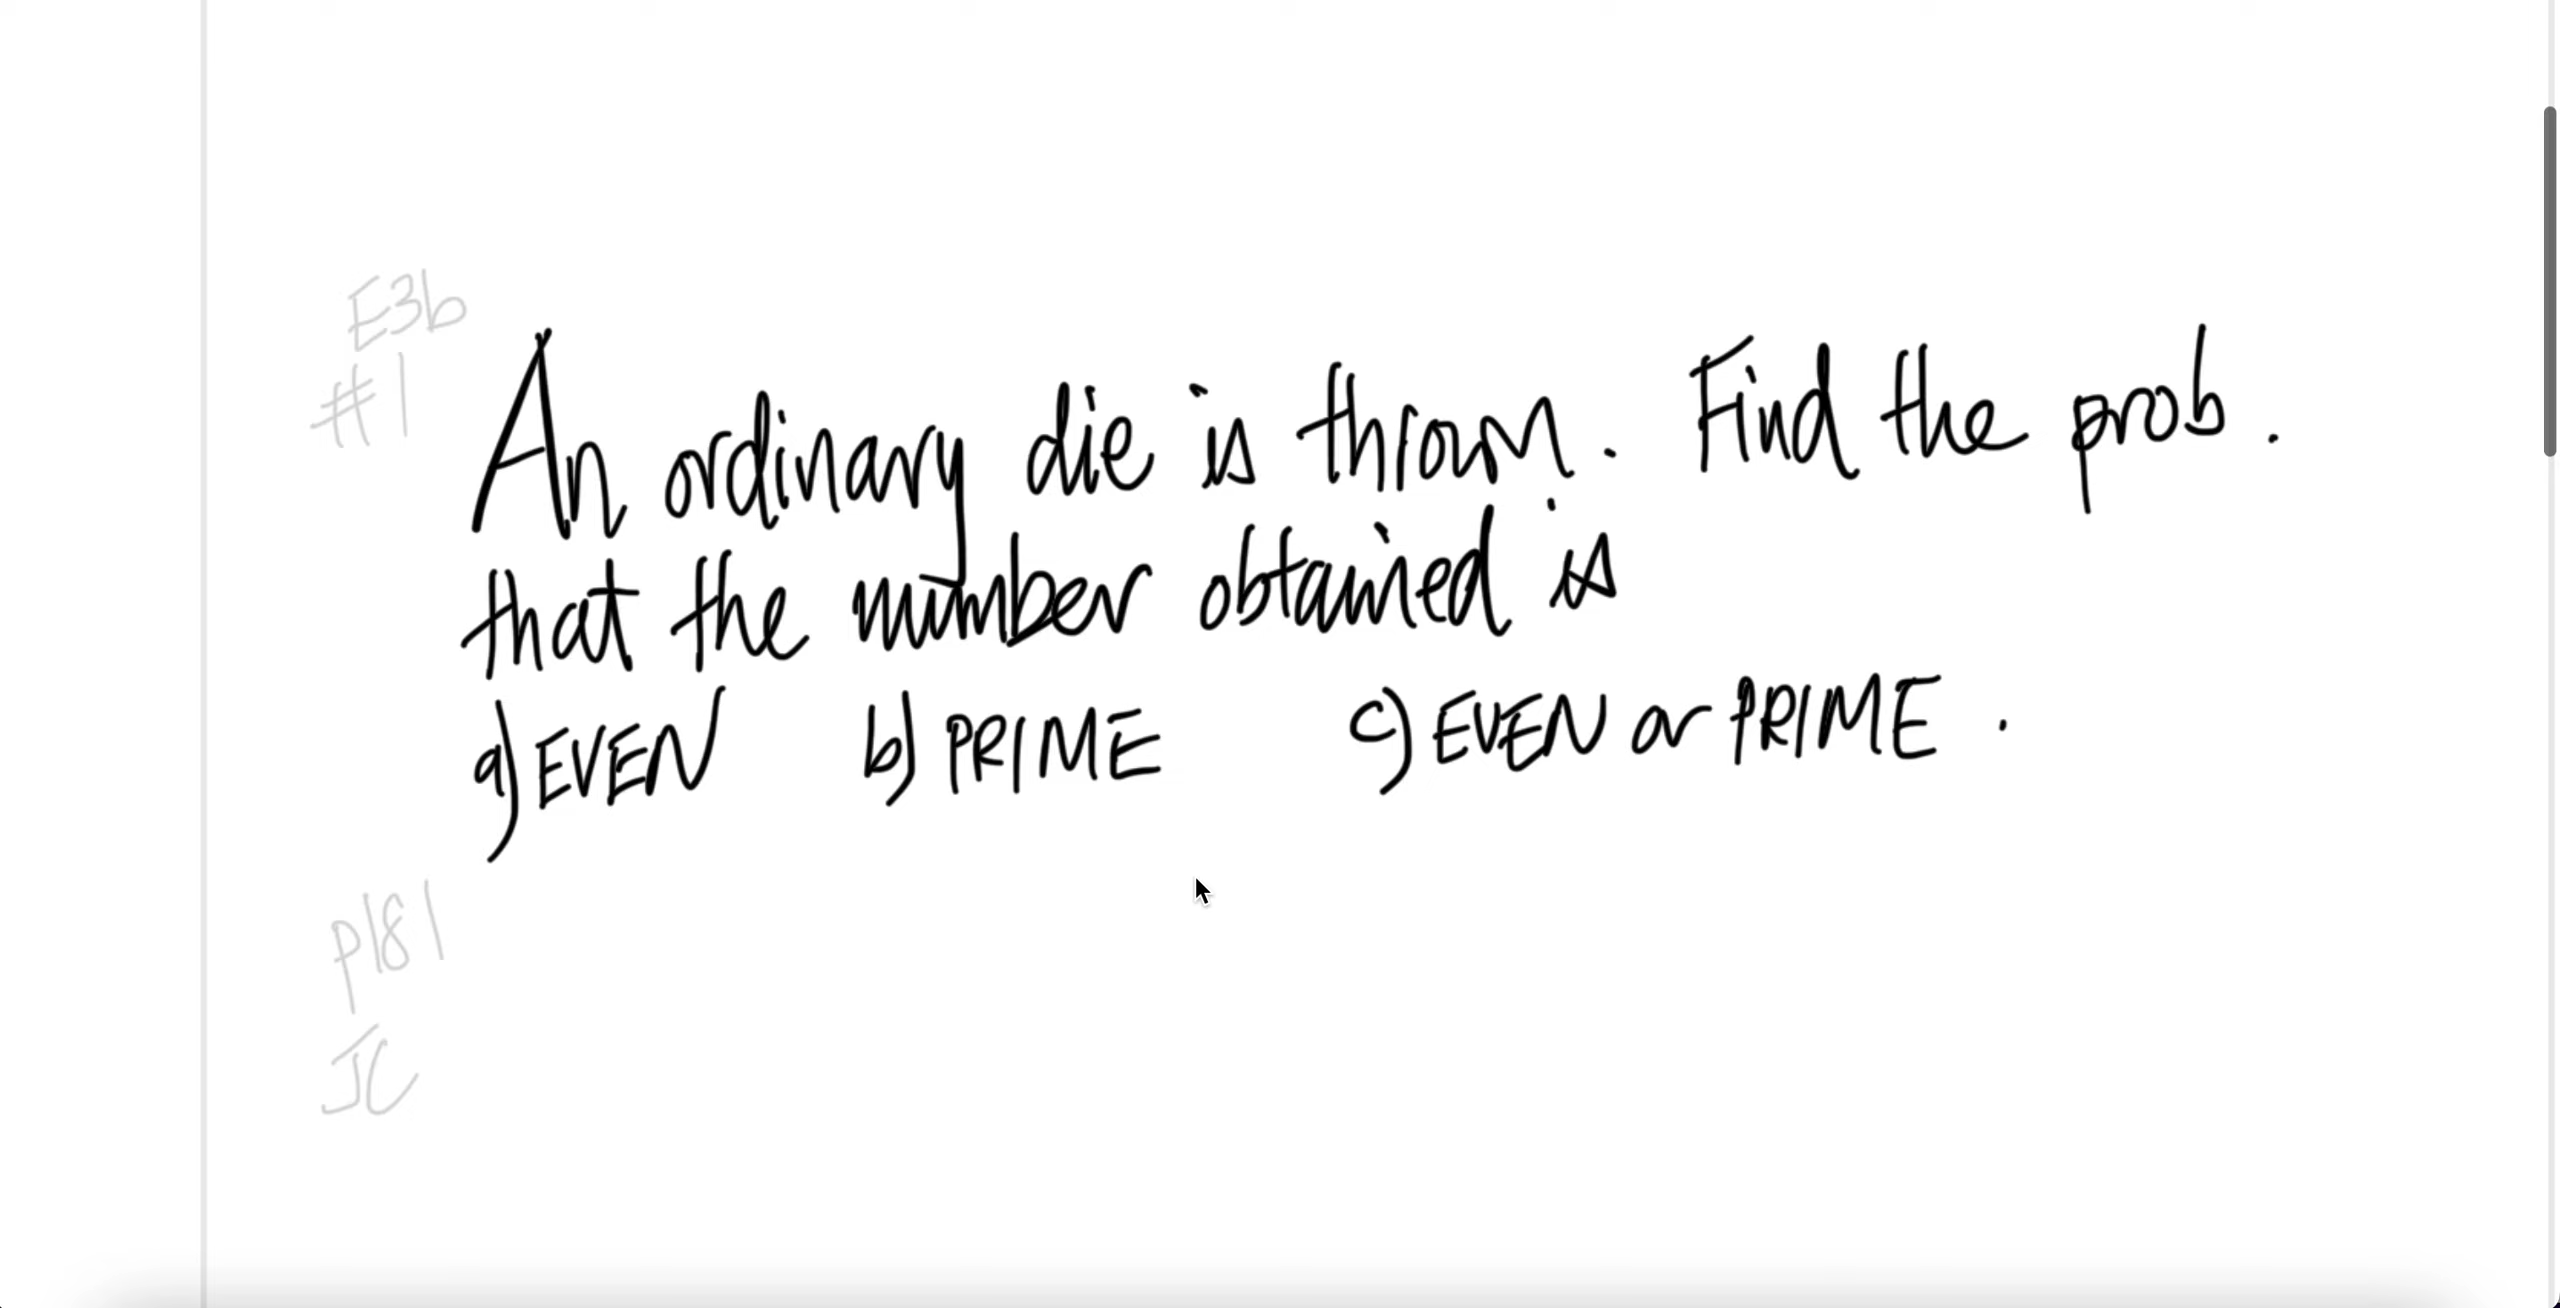 E3b
#1
An ordinary die is thrown. Find the prob.
that the number obtained is
a) EVEN b) PRIME c) EVEN or PRIME.
p181
JC